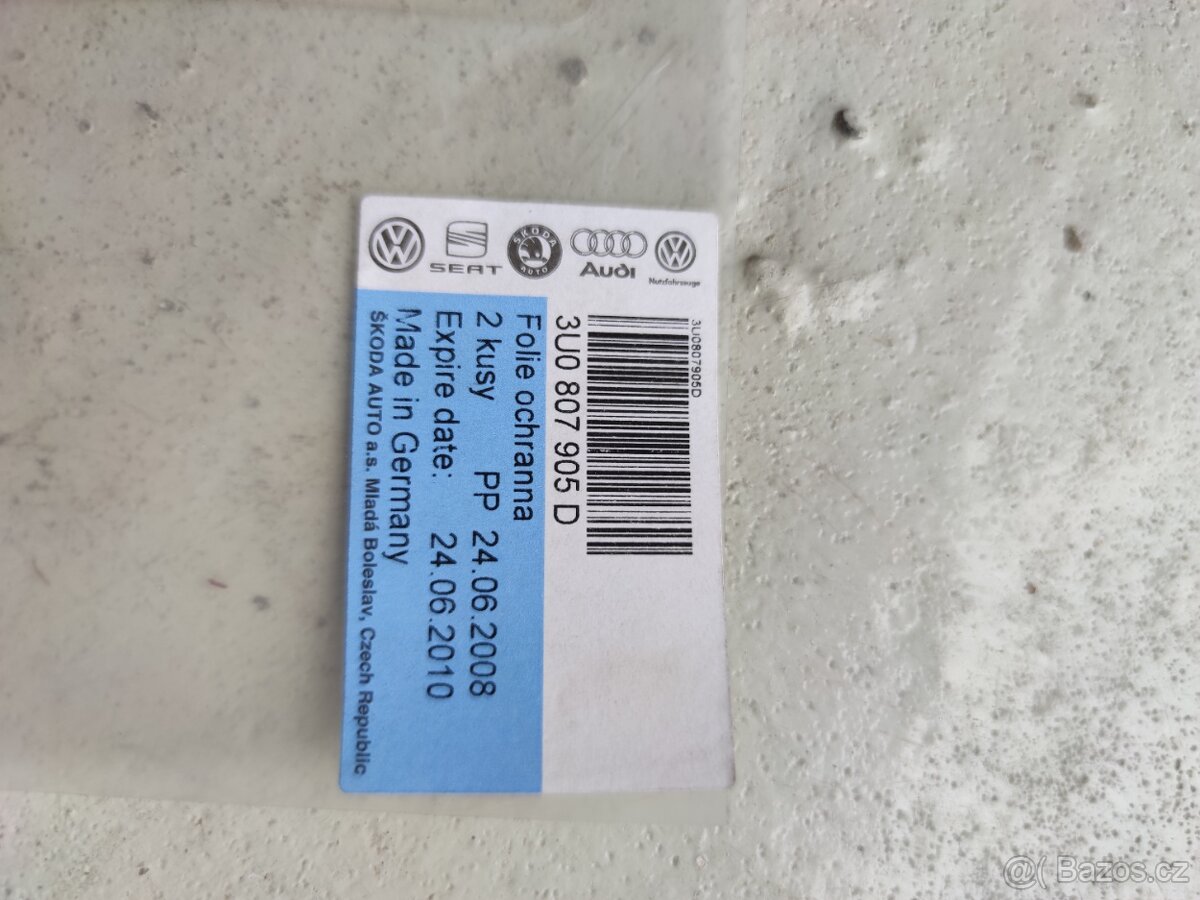 SEAT
ŠKODA
AUTO
Audi
Nutzfahrzeuge
3U0807905D
3U0 807 905 D
Folie ochranna
2 kusy PP 24.06.2008
Expire date: 24.06.2010
Made in Germany
ŠKODA AUTO a.s. Mladá Boleslav, Czech Republic
@( Bazos.cz